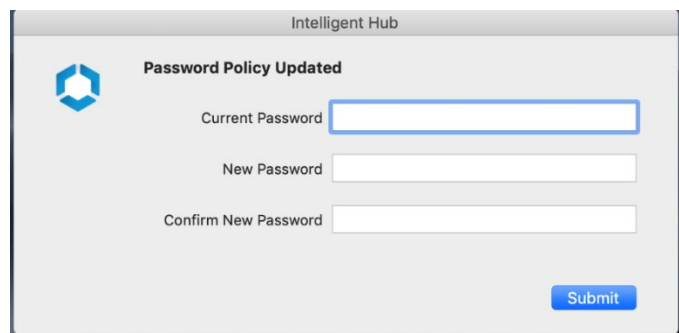 Intelligent Hub
Password Policy Updated
Current Password
New Password
Confirm New Password
Submit